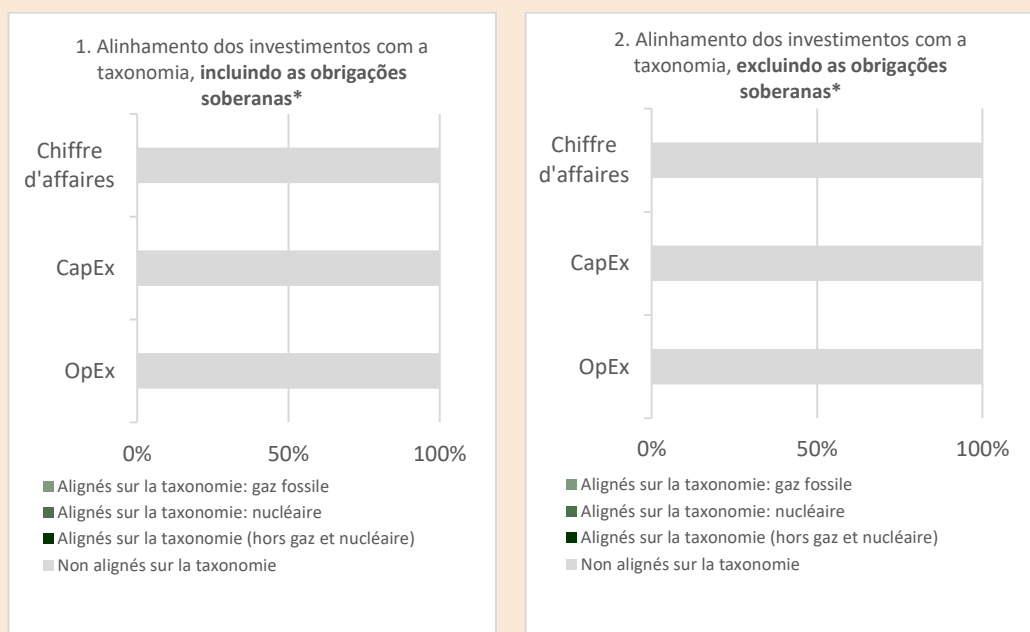 1. Alinhamento dos investimentos com a
taxonomia, incluindo as obrigações
soberanas*
Chiffre
d'affaires
CapEx
OpEx
0%
50%
100%
Alignés sur la taxonomie: gaz fossile
Alignés sur la taxonomie: nucléaire
Alignés sur la taxonomie (hors gaz et nucléaire)
Non alignés sur la taxonomie
2. Alinhamento dos investimentos com a
taxonomia, excluindo as obrigações
soberanas*
Chiffre
d'affaires
CapEx
OpEx
0%
50%
100%
Alignés sur la taxonomie: gaz fossile
Alignés sur la taxonomie: nucléaire
Alignés sur la taxonomie (hors gaz et nucléaire)
Non alignés sur la taxonomie